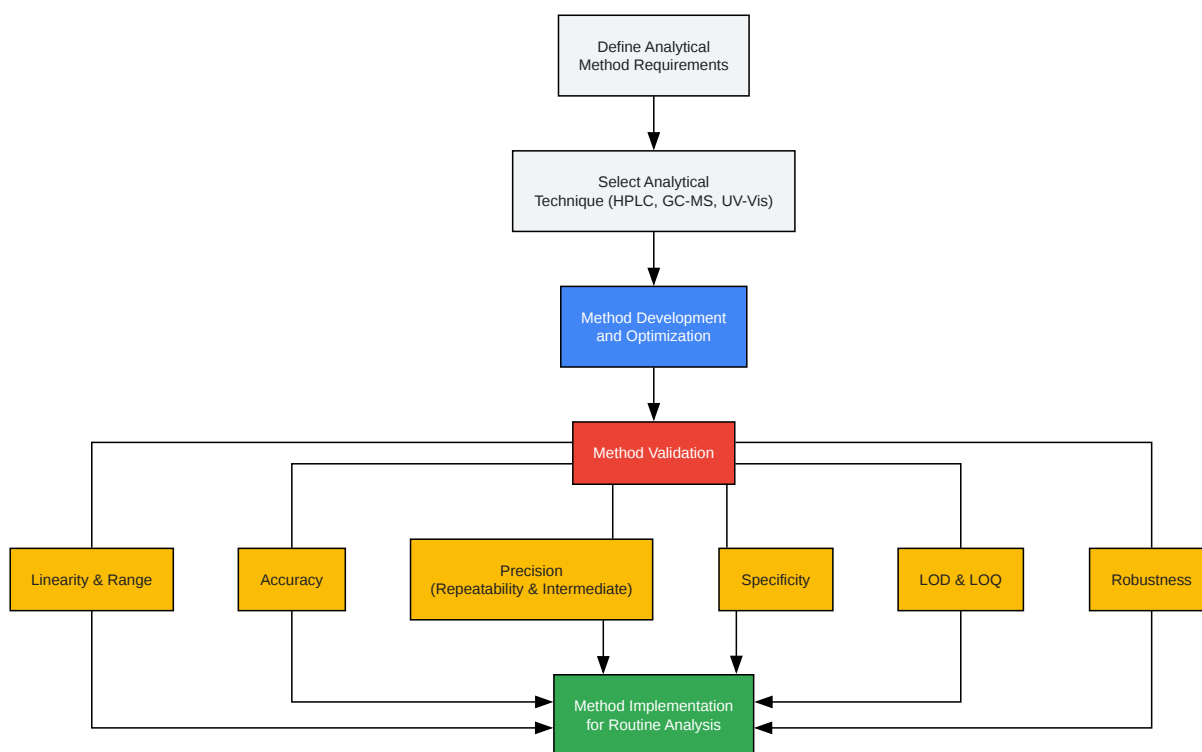 Define Analytical
Method Requirements
Select Analytical
Technique (HPLC, GC-MS, UV-Vis)
Method Development
and Optimization
Method Validation
Linearity & Range
Accuracy
Precision
(Repeatability & Intermediate)
Specificity
LOD & LOQ
Robustness
Method Implementation
for Routine Analysis